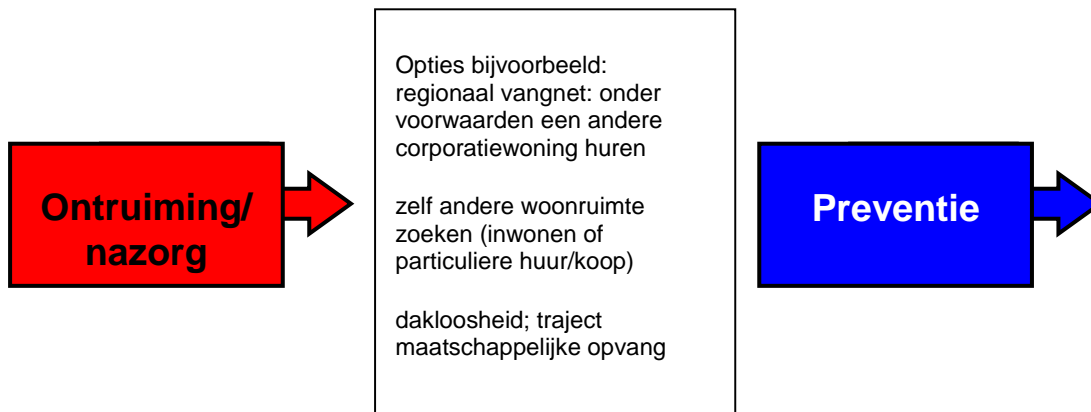 Ontruiming/
nazorg
Opties bijvoorbeeld:
regionaal vangnet: onder
voorwaarden een andere
corporatiewoning huren
zelf andere woonruimte
zoeken (inwonen of
particuliere huur/koop)
dakloosheid; traject
maatschappelijke opvang
Preventie